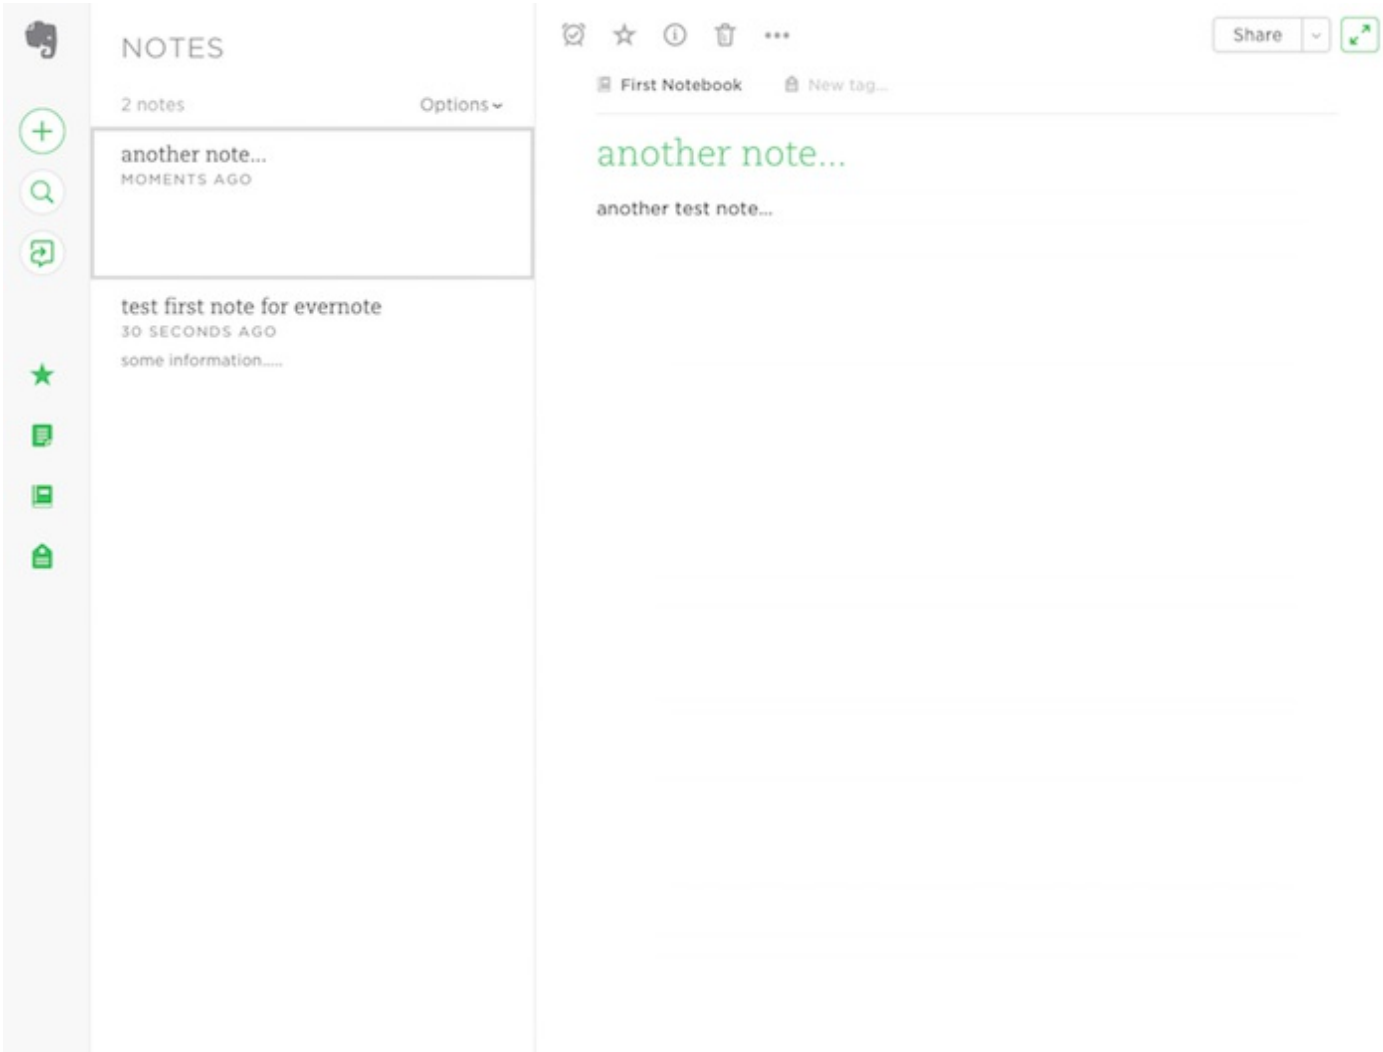 NOTES
2 notes
Options
another note...
MOMENTS AGO
test first note for evernote
30 SECONDS AGO
some information.....
Share
First Notebook
New tag...
another note...
another test note...